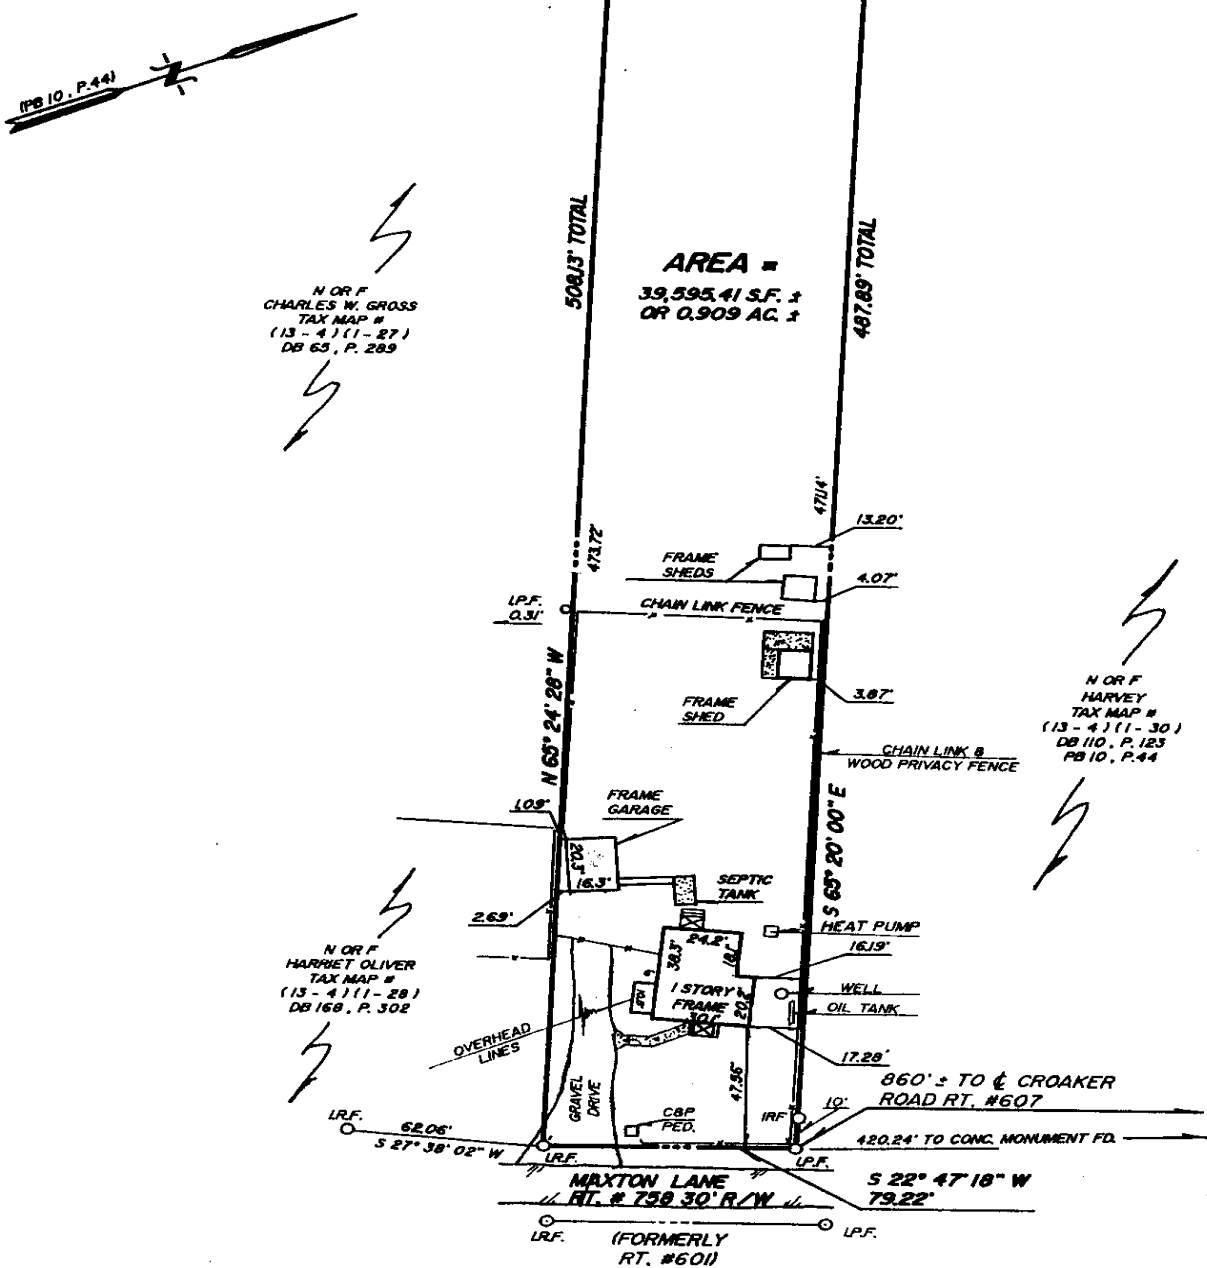 (PB 10, P.44)
N
508.13' TOTAL
AREA =
39,595.41 S.F. ±
OR 0.909 AC. ±
487.89' TOTAL
N OR F
CHARLES W. GROSS
TAX MAP #
(13-4)(1-27)
DB 65, P. 289
473.72'
471.14'
13.20'
FRAME
SHEDS
4.07'
I.P.F.
0.31'
CHAIN LINK FENCE
N 65° 24' 28" W
FRAME
SHED
3.87'
N OR F
HARVEY
TAX MAP #
(13-4)(1-30)
DB 110, P. 123
PB 10, P.44
CHAIN LINK &
WOOD PRIVACY FENCE
S 65° 20' 00" E
1.09'
FRAME
GARAGE
20.3'
16.3'
SEPTIC
TANK
2.69'
HEAT PUMP
24.2'
18.1'
38.3'
16.19'
N OR F
HARRIET OLIVER
TAX MAP #
(13-4)(1-28)
DB 168, P. 302
1 STORY
FRAME
30.1'
20.2'
WELL
OIL TANK
OVERHEAD
LINES
17.28'
47.56'
GRAVEL
DRIVE
C&P
PED.
IRF
10'
860' ± TO ℄ CROAKER
ROAD RT. #607
I.R.F.
62.06'
S 27° 38' 02" W
420.24' TO CONC. MONUMENT FD.
I.R.F.
I.P.F.
MAXTON LANE
RT. # 758 30' R/W
S 22° 47' 18" W
79.22'
I.R.F.
(FORMERLY
RT. #601)
I.P.F.